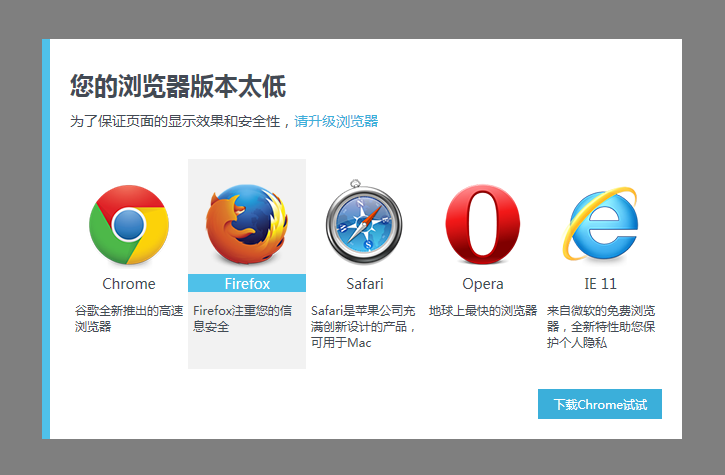 您的浏览器版本太低
为了保证页面的显示效果和安全性，请升级浏览器
Chrome
Firefox
Safari
Opera
IE 11
谷歌全新推出的高速
浏览器
Firefox注重您的信
息安全
Safari是苹果公司充
满创新设计的产品，
可用于Mac
地球上最快的浏览器
来自微软的免费浏览
器，全新特性助您保
护个人隐私
下载Chrome试试